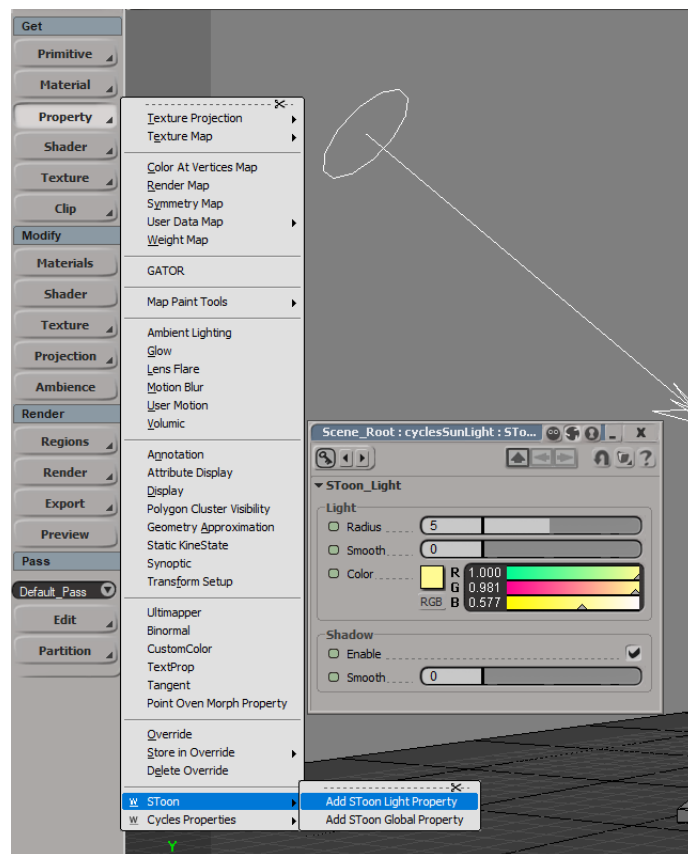 Get
Primitive
Material
Property
Shader
Texture
Clip
Modify
Materials
Shader
Texture
Projection
Ambience
Render
Regions
Render
Export
Preview
Pass
Default_Pass
Edit
Partition
Texture Projection
Texture Map
Color At Vertices Map
Render Map
Symmetry Map
User Data Map
Weight Map
GATOR
Map Paint Tools
Ambient Lighting
Glow
Lens Flare
Motion Blur
User Motion
Volumic
Annotation
Attribute Display
Display
Polygon Cluster Visibility
Geometry Approximation
Static KineState
Synoptic
Transform Setup
Ultimapper
Binormal
CustomColor
TextProp
Tangent
Point Oven Morph Property
Override
Store in Override
Delete Override
W SToon
W Cycles Properties
Add SToon Light Property
Add SToon Global Property
Scene_Root : cyclesSunLight : STo...
X
?
SToon_Light
Light
Radius 5
Smooth 0
Color R 1.000
G 0.981
RGB B 0.577
Shadow
Enable
Smooth 0
Y